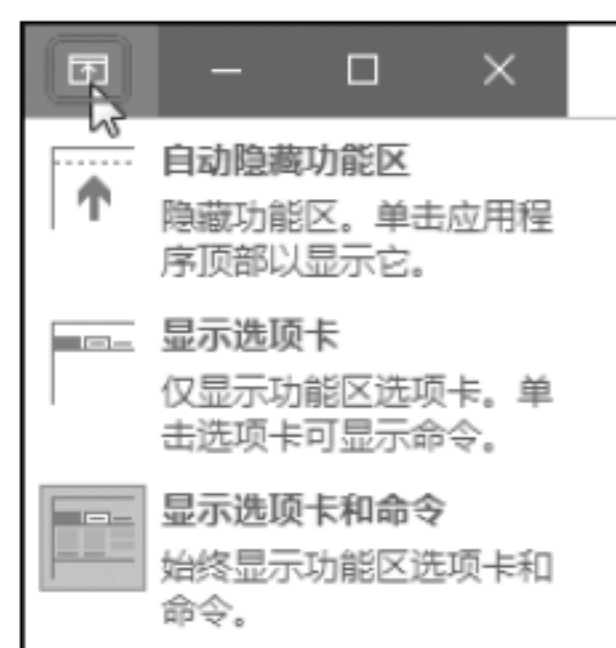 自动隐藏功能区
隐藏功能区。单击应用程
序顶部以显示它。
显示选项卡
仅显示功能区选项卡。单
击选项卡可显示命令。
显示选项卡和命令
始终显示功能区选项卡和
命令。